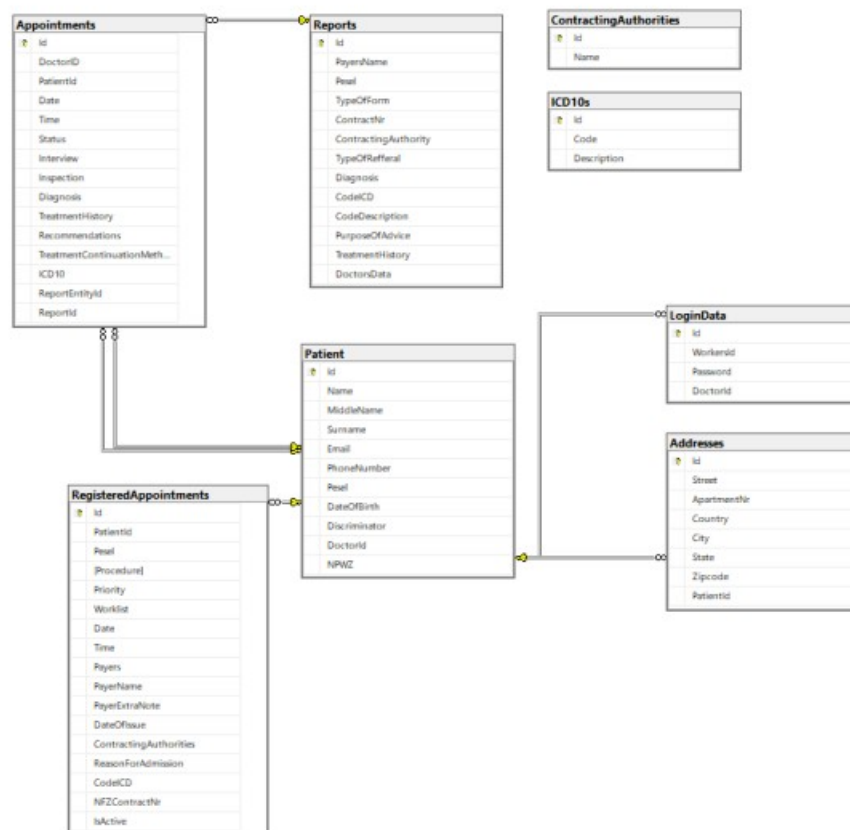 Appointments
Id
DoctorID
PatientId
Date
Time
Status
Interview
Inspection
Diagnosis
TreatmentHistory
Recommendations
TreatmentContinuationMeth...
ICD10
ReportEntityId
ReportId
Reports
Id
PayersName
Pesel
TypeOfForm
ContractNr
ContractingAuthority
TypeOfRefferal
Diagnosis
CodeICD
CodeDescription
PurposeOfAdvice
TreatmentHistory
DoctorsData
ContractingAuthorities
Id
Name
ICD10s
Id
Code
Description
Patient
Id
Name
MiddleName
Surname
Email
PhoneNumber
Pesel
DateOfBirth
Discriminator
DoctorId
NPWZ
LoginData
Id
WorkersId
Password
DoctorId
Addresses
Id
Street
ApartmentNr
Country
City
State
Zipcode
PatientId
RegisteredAppointments
Id
PatientId
Pesel
[Procedure]
Priority
Worklist
Date
Time
Payers
PayerName
PayerExtraNote
DateOfIssue
ContractingAuthorities
ReasonForAdmission
CodeICD
NFZContractNr
IsActive